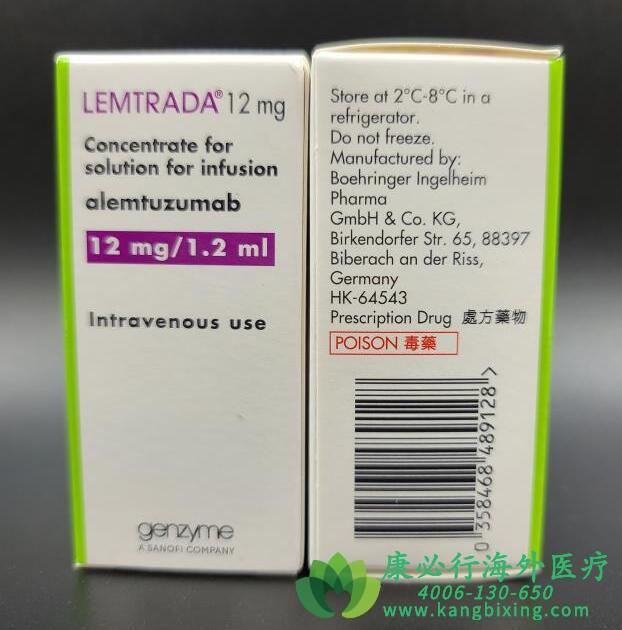 LEMTRADA® 12 mg
Concentrate for
solution for infusion
alemtuzumab
12 mg/1.2 ml
Intravenous use
genzyme
A SANOFI COMPANY
Store at 2°C-8°C in a
refrigerator.
Do not freeze.
Manufactured by:
Boehringer Ingelheim
Pharma
GmbH & Co. KG,
Birkendorfer Str. 65, 88397
Biberach an der Riss,
Germany
HK-64543
Prescription Drug 處方藥物
POISON 毒藥
0 358468 489128 >
康必行海外医疗
4006-130-650
www.kangbixing.com